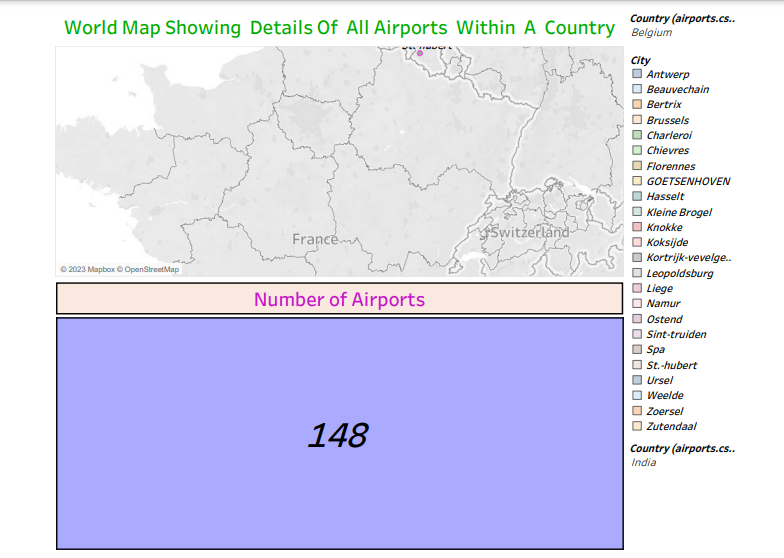 World Map Showing Details Of All Airports Within A Country
St.-hubert
France
Switzerland
© 2023 Mapbox © OpenStreetMap
Number of Airports
148
Country (airports.cs..
Belgium
City
Antwerp
Beauvechain
Bertrix
Brussels
Charleroi
Chievres
Florennes
GOETSENHOVEN
Hasselt
Kleine Brogel
Knokke
Koksijde
Kortrijk-vevelge..
Leopoldsburg
Liege
Namur
Ostend
Sint-truiden
Spa
St.-hubert
Ursel
Weelde
Zoersel
Zutendaal
Country (airports.cs..
India